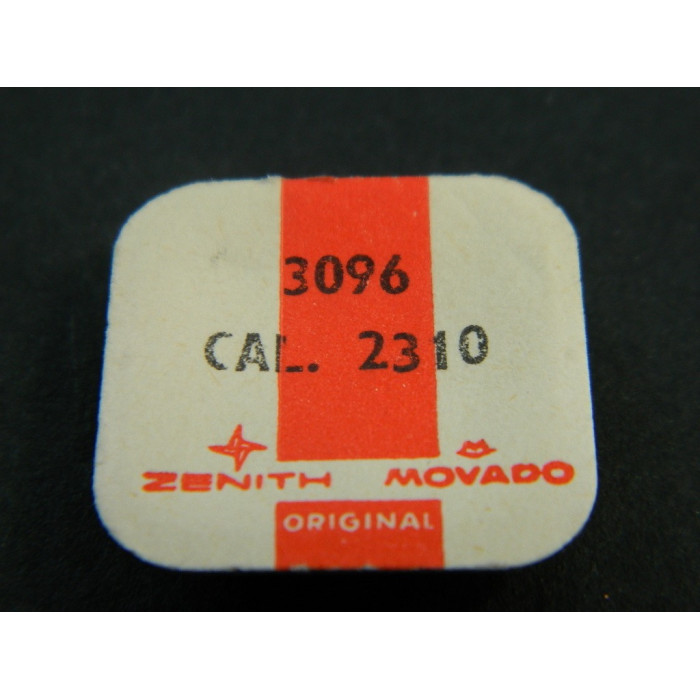 3096
CAL. 2310
ZENITH MOVADO
ORIGINAL